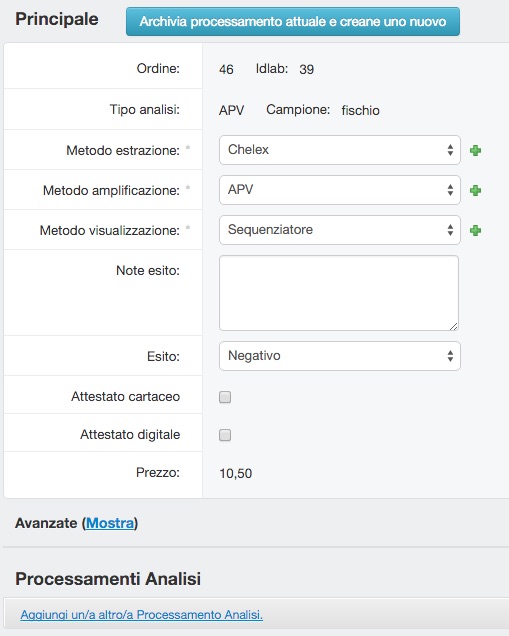 Principale Archivia processamento attuale e creane uno nuovo
Ordine: 46 Idlab: 39
Tipo analisi: APV Campione: fischio
Metodo estrazione: * Chelex
Metodo amplificazione: * APV
Metodo visualizzazione: * Sequenziatore
Note esito:
Esito: Negativo
Attestato cartaceo
Attestato digitale
Prezzo: 10,50
Avanzate (Mostra)
Processamenti Analisi
Aggiungi un/a altro/a Processamento Analisi.